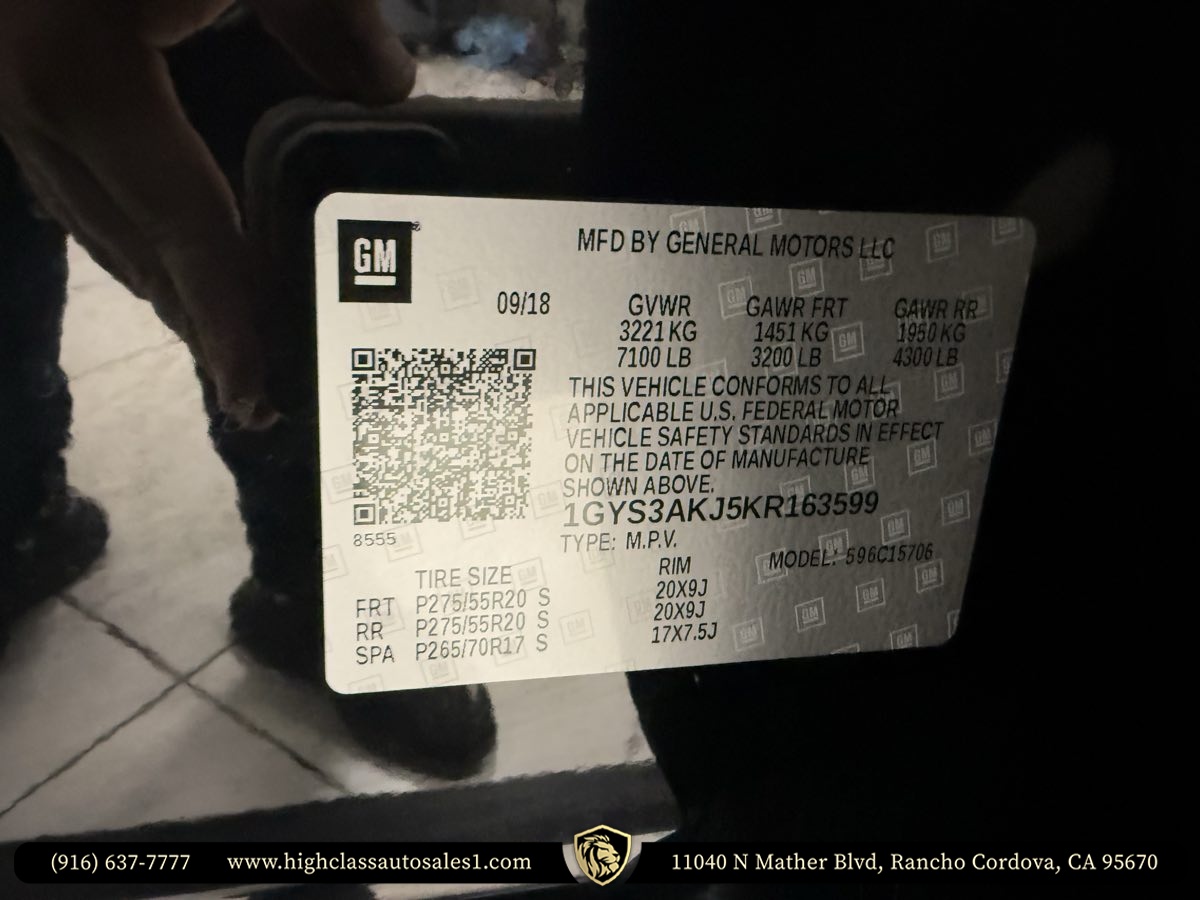 GM
MFD BY GENERAL MOTORS LLC
09/18 GVWR GAWR FRT GAWR RR
3221 KG 1451 KG 1950 KG
7100 LB 3200 LB 4300 LB
THIS VEHICLE CONFORMS TO ALL
APPLICABLE U.S. FEDERAL MOTOR
VEHICLE SAFETY STANDARDS IN EFFECT
ON THE DATE OF MANUFACTURE
SHOWN ABOVE.
1GYS3AKJ5KR163599
8555
TYPE: M.P.V.
MODEL: 596C15706
TIRE SIZE RIM
FRT P275/55R20 S 20X9J
RR P275/55R20 S 20X9J
SPA P265/70R17 S 17X7.5J
(916) 637-7777 www.highclassautosales1.com 11040 N Mather Blvd, Rancho Cordova, CA 95670